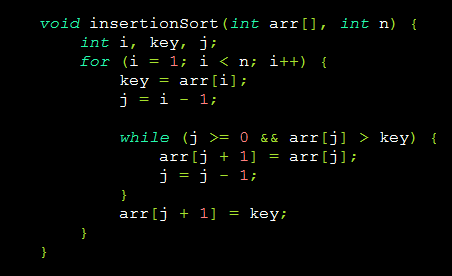 void insertionSort(int arr[], int n) {
    int i, key, j;
    for (i = 1; i < n; i++) {
        key = arr[i];
        j = i - 1;

        while (j >= 0 && arr[j] > key) {
            arr[j + 1] = arr[j];
            j = j - 1;
        }
        arr[j + 1] = key;
    }
}